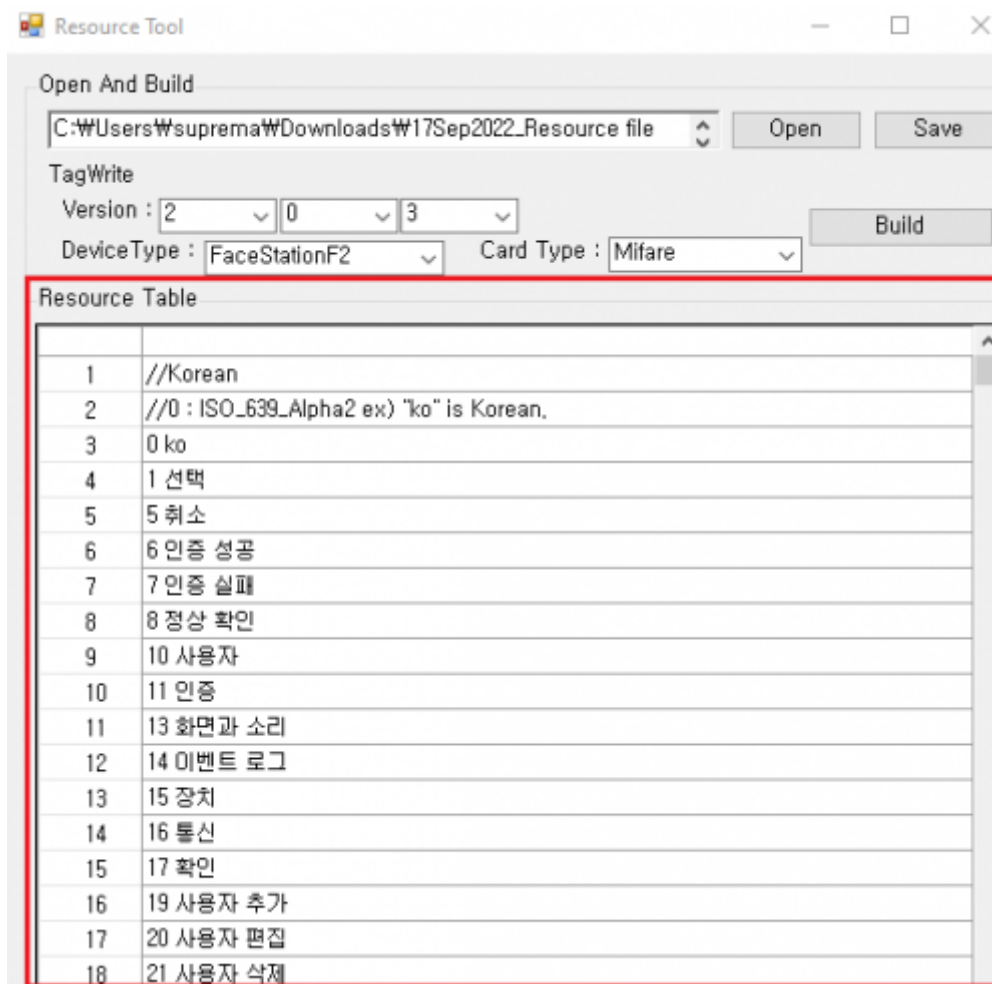 Resource Tool
Open And Build
C:₩Users₩suprema₩Downloads₩17Sep2022_Resource file
Open
Save
TagWrite
Version : 2 0 3
Build
DeviceType : FaceStationF2 Card Type : Mifare
Resource Table
1 //Korean
2 //0 : ISO_639_Alpha2 ex) "ko" is Korean.
3 0 ko
4 1 선택
5 5 취소
6 6 인증 성공
7 7 인증 실패
8 8 정상 확인
9 10 사용자
10 11 인증
11 13 화면과 소리
12 14 이벤트 로그
13 15 장치
14 16 통신
15 17 확인
16 19 사용자 추가
17 20 사용자 편집
18 21 사용자 삭제